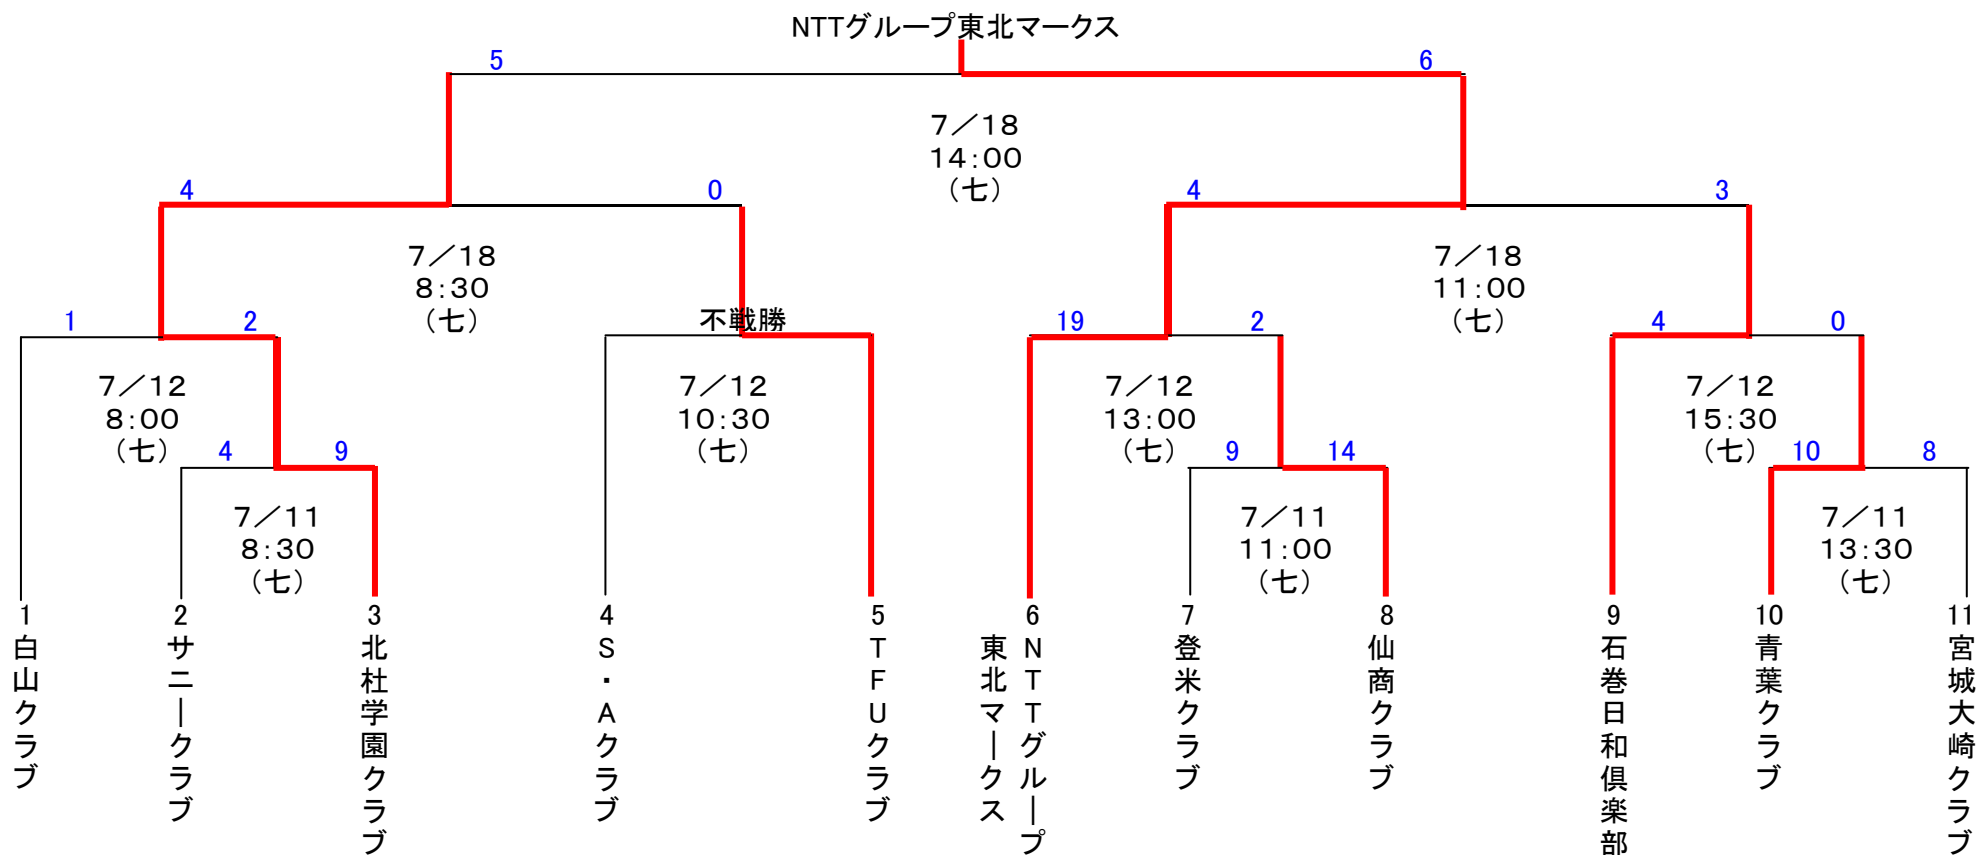 NTTグループ東北マークス
5
6
7／18
14:00
（七）
4
0
4
3
7／18
8:30
（七）
7／18
11:00
（七）
1
2
不戦勝
19
2
4
0
7／12
8:00
（七）
7／12
10:30
（七）
7／12
13:00
（七）
7／12
15:30
（七）
4
9
9
14
10
8
7／11
8:30
（七）
7／11
11:00
（七）
7／11
13:30
（七）
1
白山クラブ
2
サニークラブ
3
北杜学園クラブ
4
S・Aクラブ
5
TFUクラブ
6
NTTグループ
東北マークス
7
登米クラブ
8
仙商クラブ
9
石巻日和倶楽部
10
青葉クラブ
11
宮城大崎クラブ